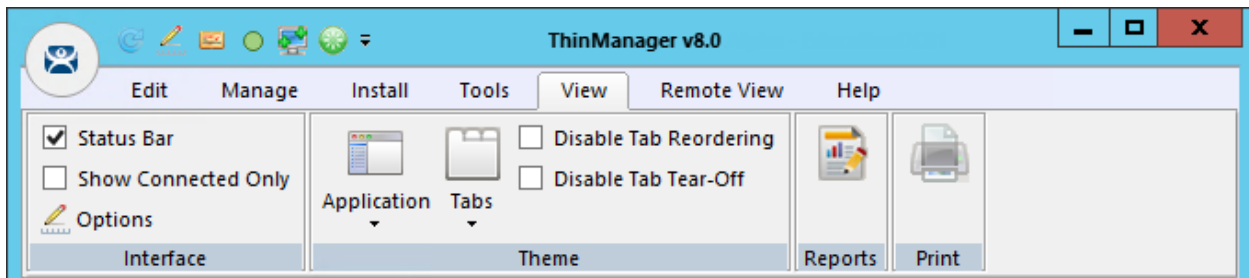 ThinManager v8.0
Edit Manage Install Tools View Remote View Help
Status Bar
Show Connected Only
Options
Interface
Application Tabs
Disable Tab Reordering
Disable Tab Tear-Off
Theme
Reports
Print